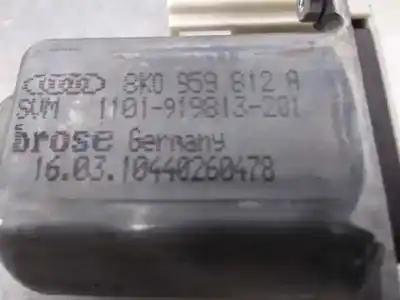 8K0 959 812 A
SVM 1101-919813-201
brose Germany
16.03.10440260478